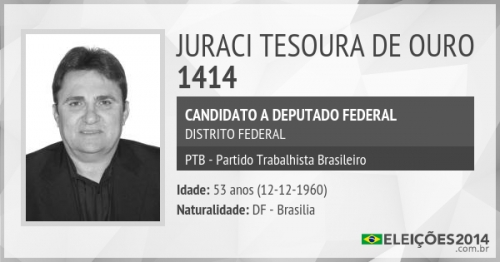 JURACI TESOURA DE OURO
1414
CANDIDATO A DEPUTADO FEDERAL
DISTRITO FEDERAL
PTB - Partido Trabalhista Brasileiro
Idade: 53 anos (12-12-1960)
Naturalidade: DF - Brasilia
ELEIÇÕES2014
.com.br